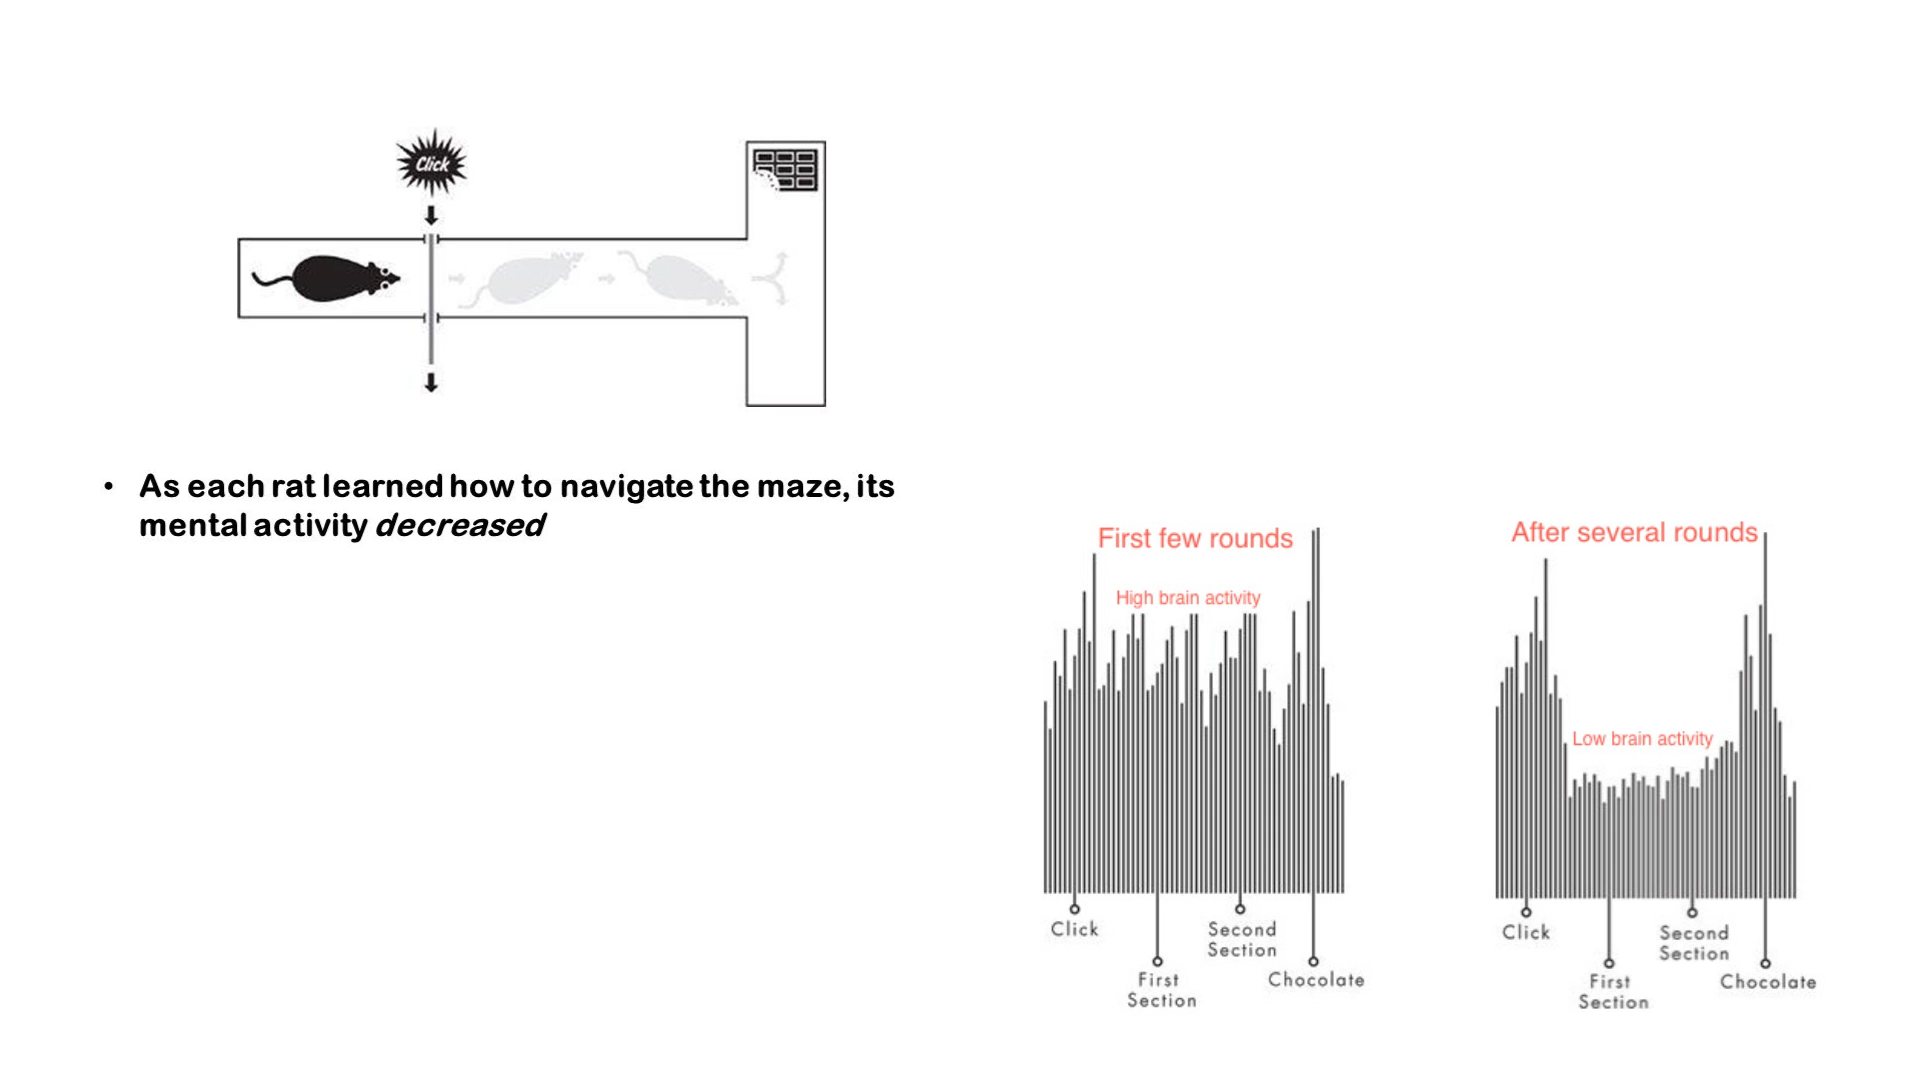 Click
• As each rat learned how to navigate the maze, its
mental activity decreased
First few rounds
High brain activity
Click
First
Section
Second
Section
Chocolate
After several rounds
Low brain activity
Click
First
Section
Second
Section
Chocolate